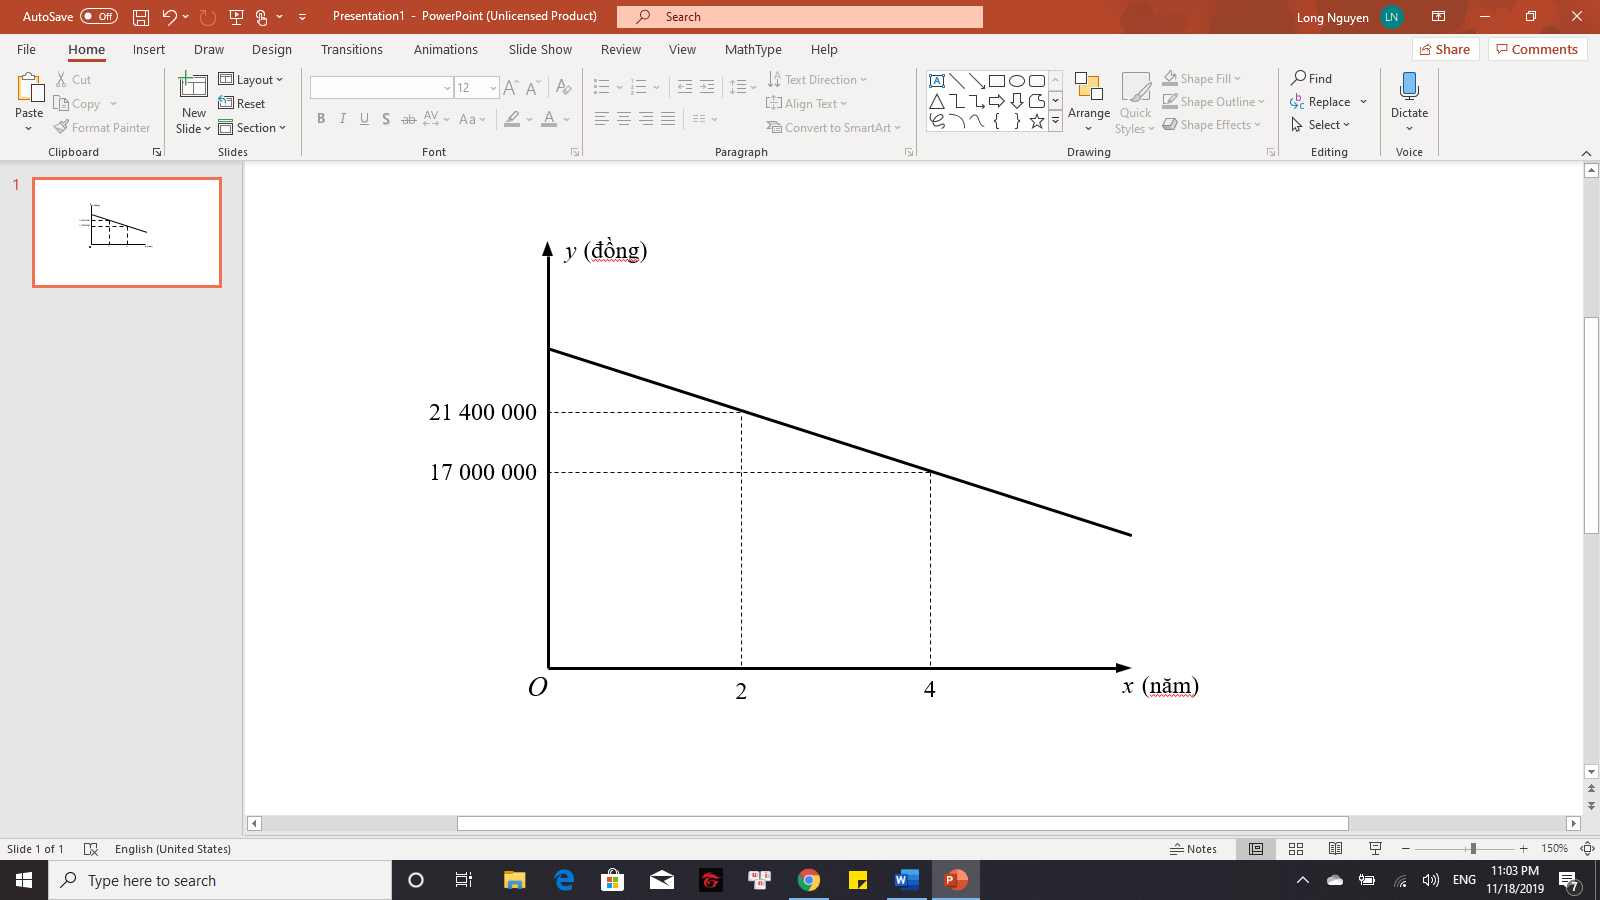 AutoSave Off Presentation1 - PowerPoint (Unlicensed Product) Search Long Nguyen LN
File Home Insert Draw Design Transitions Animations Slide Show Review View MathType Help Share Comments
Paste Cut Copy Format Painter
Clipboard
New Slide Layout Reset Section
Slides
12
A A A
B I U S ab AV Aa A
Font
Text Direction
Align Text
Convert to SmartArt
Paragraph
A
Arrange Quick Styles
Shape Fill
Shape Outline
Shape Effects
Drawing
Find
Replace
Select
Editing
Dictate
Voice
1
y (đồng)
21 400 000
17 000 000
O
2
4
x (năm)
Slide 1 of 1 English (United States) Notes 150%
Type here to search
ENG
11:03 PM
11/18/2019
7